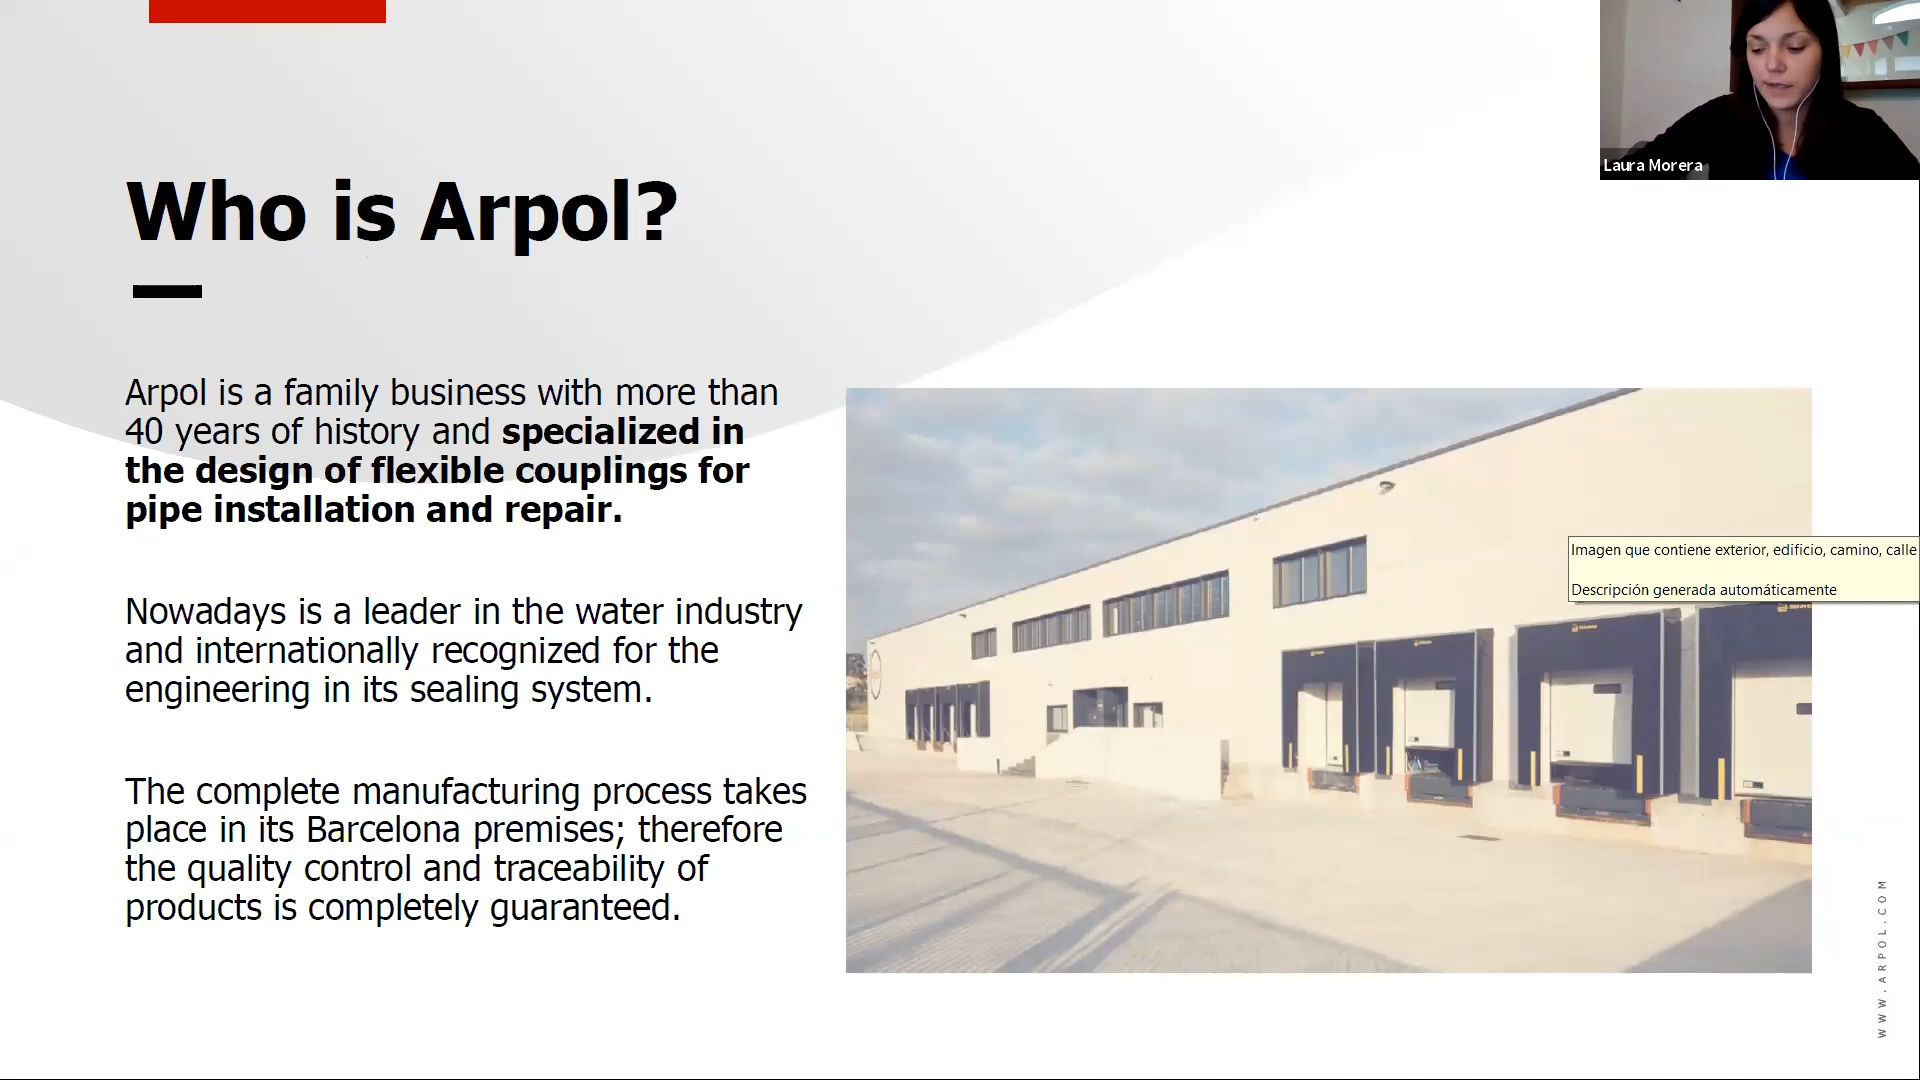 Laura Morera
Who is Arpol?
Arpol is a family business with more than
40 years of history and specialized in
the design of flexible couplings for
pipe installation and repair.
Nowadays is a leader in the water industry
and internationally recognized for the
engineering in its sealing system.
The complete manufacturing process takes
place in its Barcelona premises; therefore
the quality control and traceability of
products is completely guaranteed.
Imagen que contiene exterior, edificio, camino, calle
Descripción generada automáticamente
WWW.ARPOL.COM